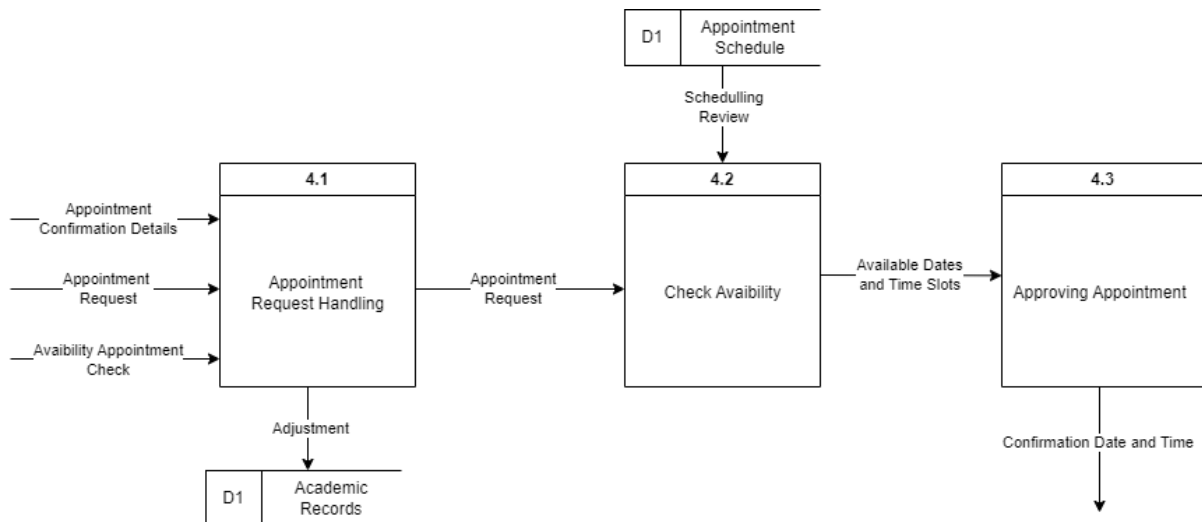 D1
Appointment
Schedule
Schedulling
Review
4.1
4.2
4.3
Appointment
Confirmation Details
Appointment
Request
Avaibility Appointment
Check
Appointment
Request Handling
Appointment
Request
Check Avaibility
Available Dates
and Time Slots
Approving Appointment
Adjustment
Confirmation Date and Time
D1
Academic
Records